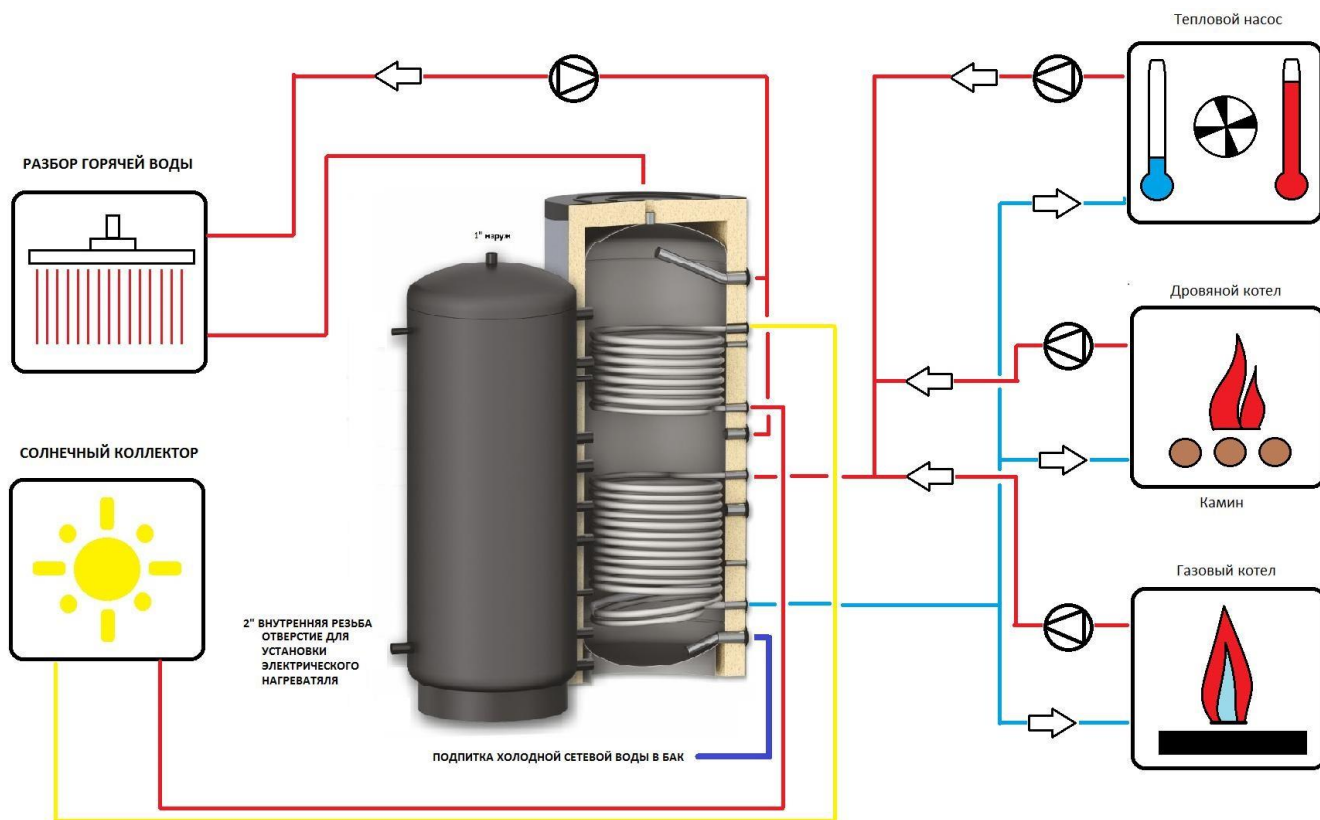 Тепловой насос
РАЗБОР ГОРЯЧЕЙ ВОДЫ
1" наруж
Дровяной котел
СОЛНЕЧНЫЙ КОЛЛЕКТОР
Камин
Газовый котел
2" ВНУТРЕННЯЯ РЕЗЬБА
ОТВЕРСТИЕ ДЛЯ
УСТАНОВКИ
ЭЛЕКТРИЧЕСКОГО
НАГРЕВАТЯЛЯ
ПОДПИТКА ХОЛОДНОЙ СЕТЕВОЙ ВОДЫ В БАК